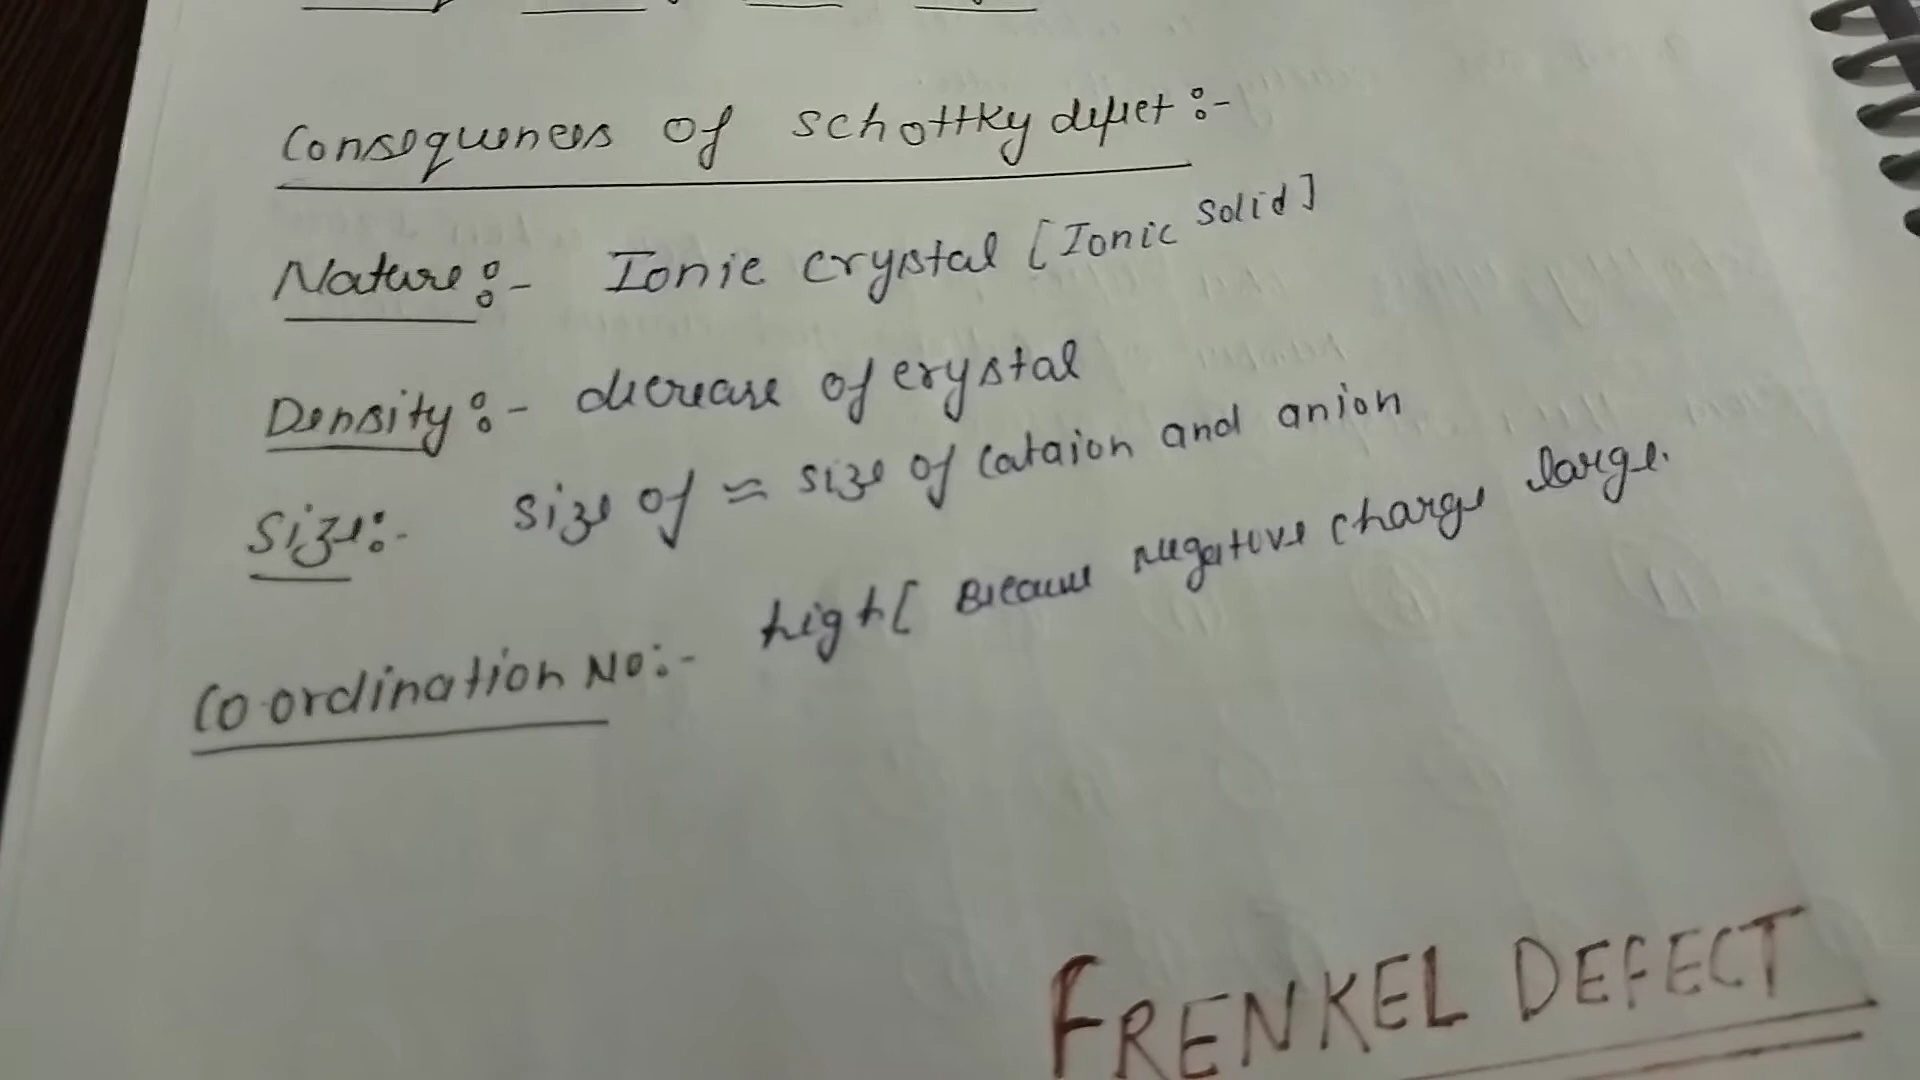 Consequences of schottky defect :-
Nature :- Ionic crystal [Ionic solid]
Density :- decrease of crystal
Size :- size of ≈ size of cataion and anion
Co-ordination No :- high [ Because negative charge large.
FRENKEL DEFECT